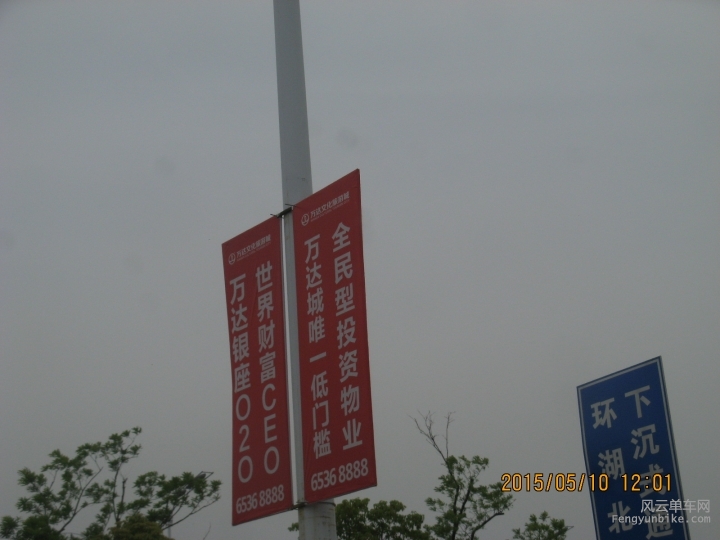 万达文化旅游城
世界财富CEO
万达银座O2O
6536 8888
万达文化旅游城
全民型投资物业
万达城唯一低门槛
6536 8888
下沉式通
环湖北
2015/05/10 12:01
风云单车网
Fengyunbike.com